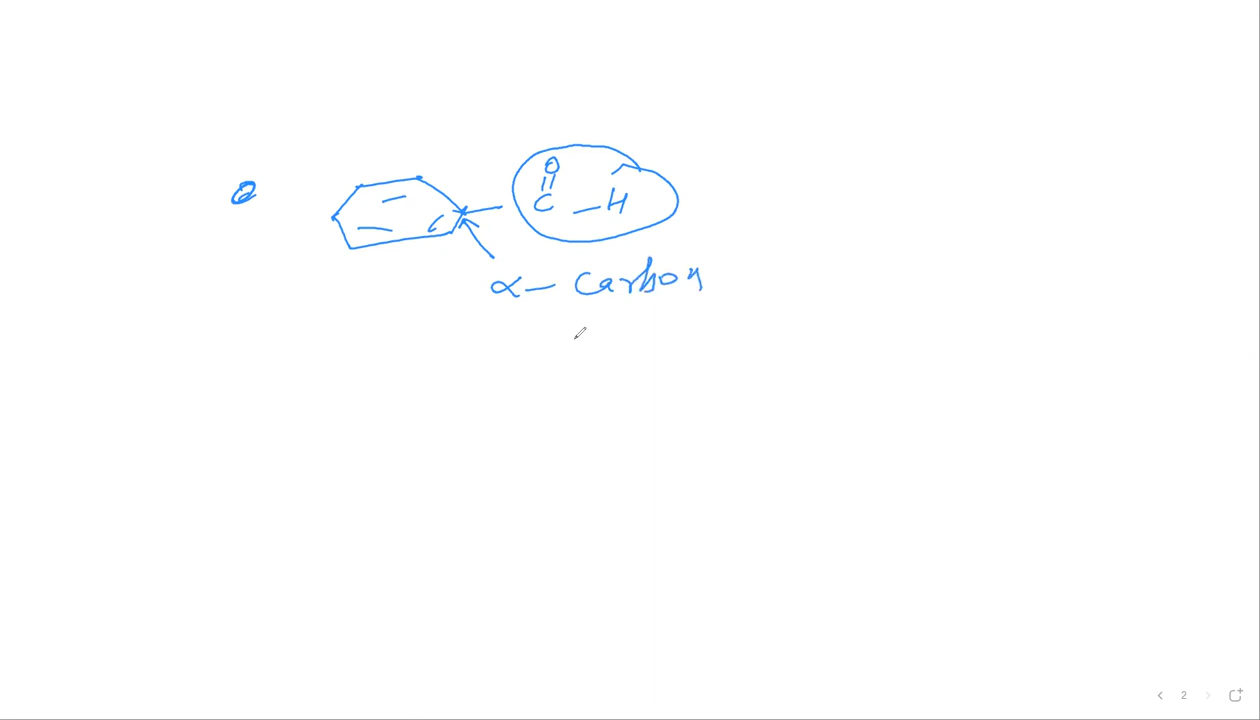 O
C — H
α — Carbon
2